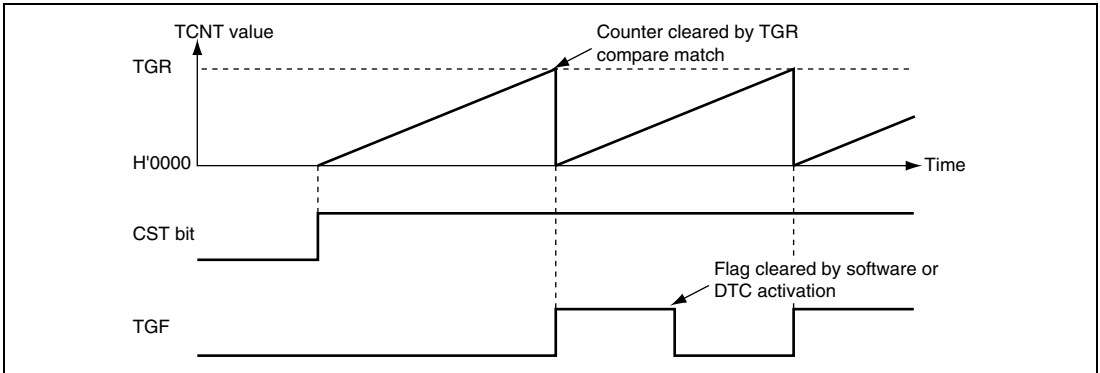 TCNT value
Counter cleared by TGR
compare match
TGR
H'0000
Time
CST bit
Flag cleared by software or
DTC activation
TGF